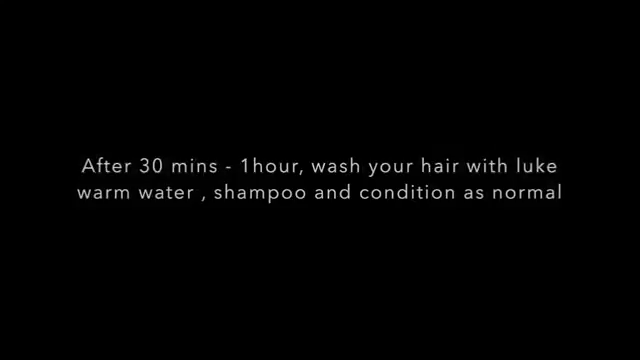 After 30 mins - 1hour, wash your hair with luke
warm water , shampoo and condition as normal